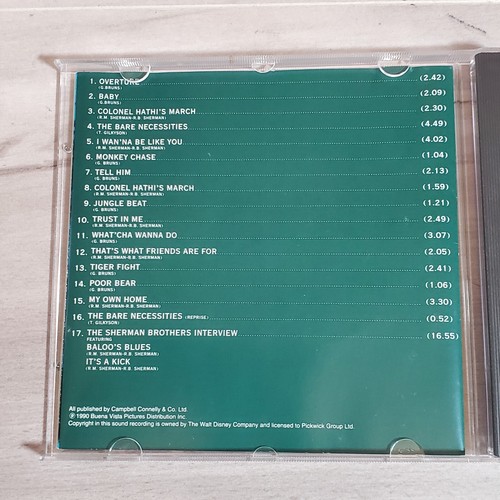 1. OVERTURE (2.42)
(G.BRUNS)
2. BABY (2.09)
(G.BRUNS)
3. COLONEL HATHI'S MARCH (2.30)
(R.M. SHERMAN-R.B. SHERMAN)
4. THE BARE NECESSITIES (4.49)
(T. GILKYSON)
5. I WAN'NA BE LIKE YOU (4.02)
(R.M. SHERMAN-R.B. SHERMAN)
6. MONKEY CHASE (1.04)
(G. BRUNS)
7. TELL HIM (2.13)
(G. BRUNS)
8. COLONEL HATHI'S MARCH (1.59)
(R.M. SHERMAN-R.B. SHERMAN)
9. JUNGLE BEAT (1.21)
(G. BRUNS)
10. TRUST IN ME (2.49)
(R.M. SHERMAN-R.B. SHERMAN)
11. WHAT'CHA WANNA DO (3.07)
(G. BRUNS)
12. THAT'S WHAT FRIENDS ARE FOR (2.05)
(R.M. SHERMAN-R.B. SHERMAN)
13. TIGER FIGHT (2.41)
(G. BRUNS)
14. POOR BEAR (1.06)
(G. BRUNS)
15. MY OWN HOME (3.30)
(R.M. SHERMAN-R.B. SHERMAN)
16. THE BARE NECESSITIES (REPRISE) (0.52)
(T. GILKYSON)
17. THE SHERMAN BROTHERS INTERVIEW (16.55)
FEATURING
BALOO'S BLUES
(R.M. SHERMAN-R.B. SHERMAN)
IT'S A KICK
(R.M. SHERMAN-R.B. SHERMAN)
All published by Campbell Connelly & Co. Ltd.
℗ 1990 Buena Vista Pictures Distribution Inc.
Copyright in this sound recording is owned by The Walt Disney Company and licensed to Pickwick Group Ltd.